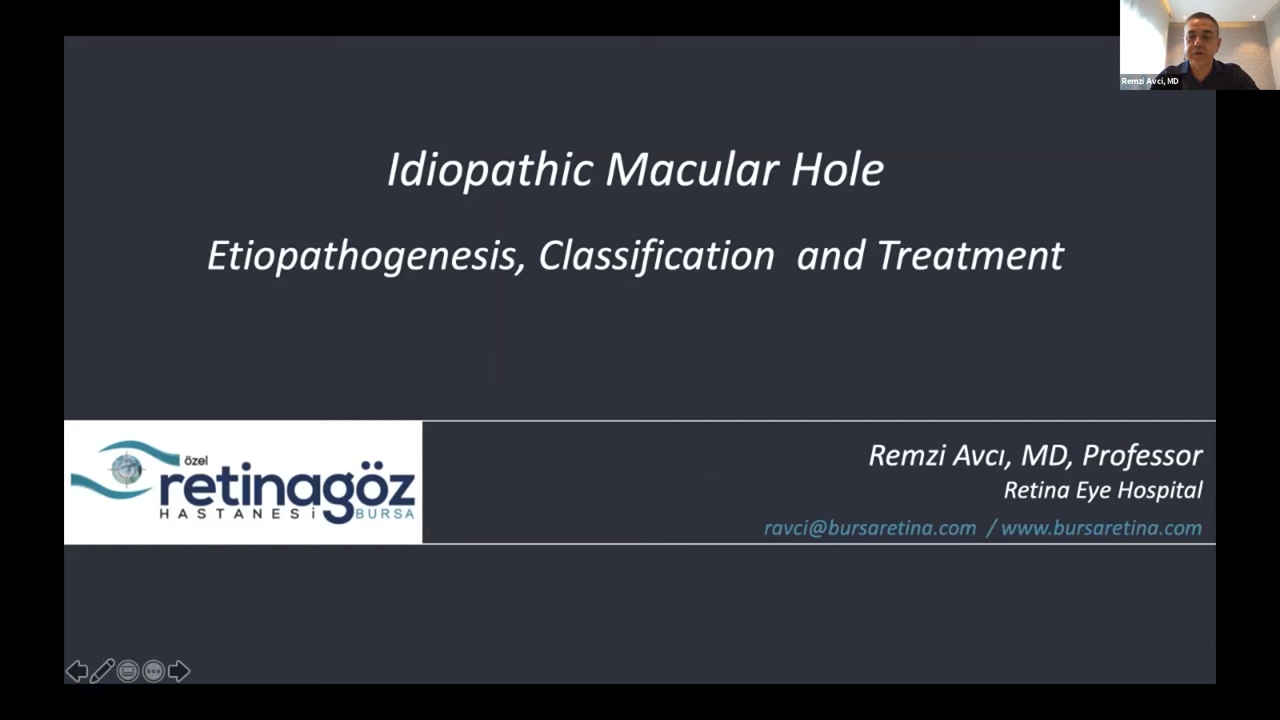 Remzi Avci, MD
Idiopathic Macular Hole
Etiopathogenesis, Classification and Treatment
özel
retinagöz
HASTANESİ BURSA
Remzi Avcı, MD, Professor
Retina Eye Hospital
ravci@bursaretina.com / www.bursaretina.com